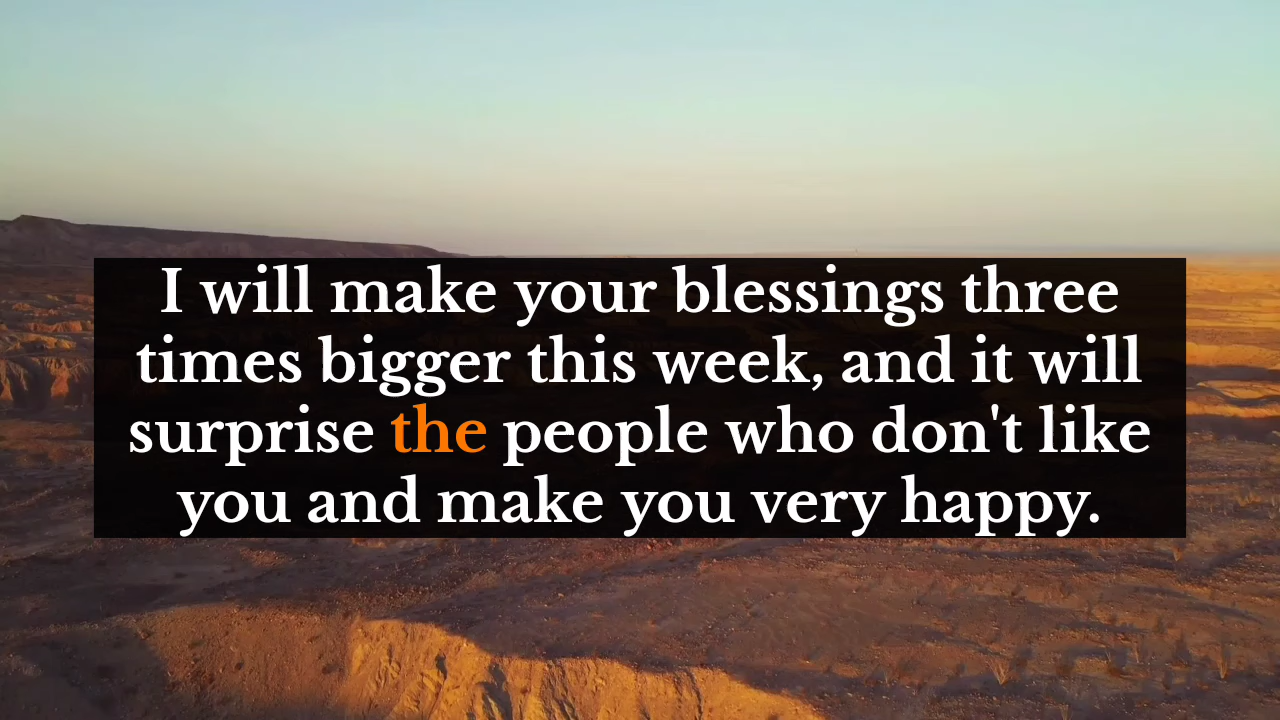 I will make your blessings three
times bigger this week, and it will
surprise the people who don't like
you and make you very happy.